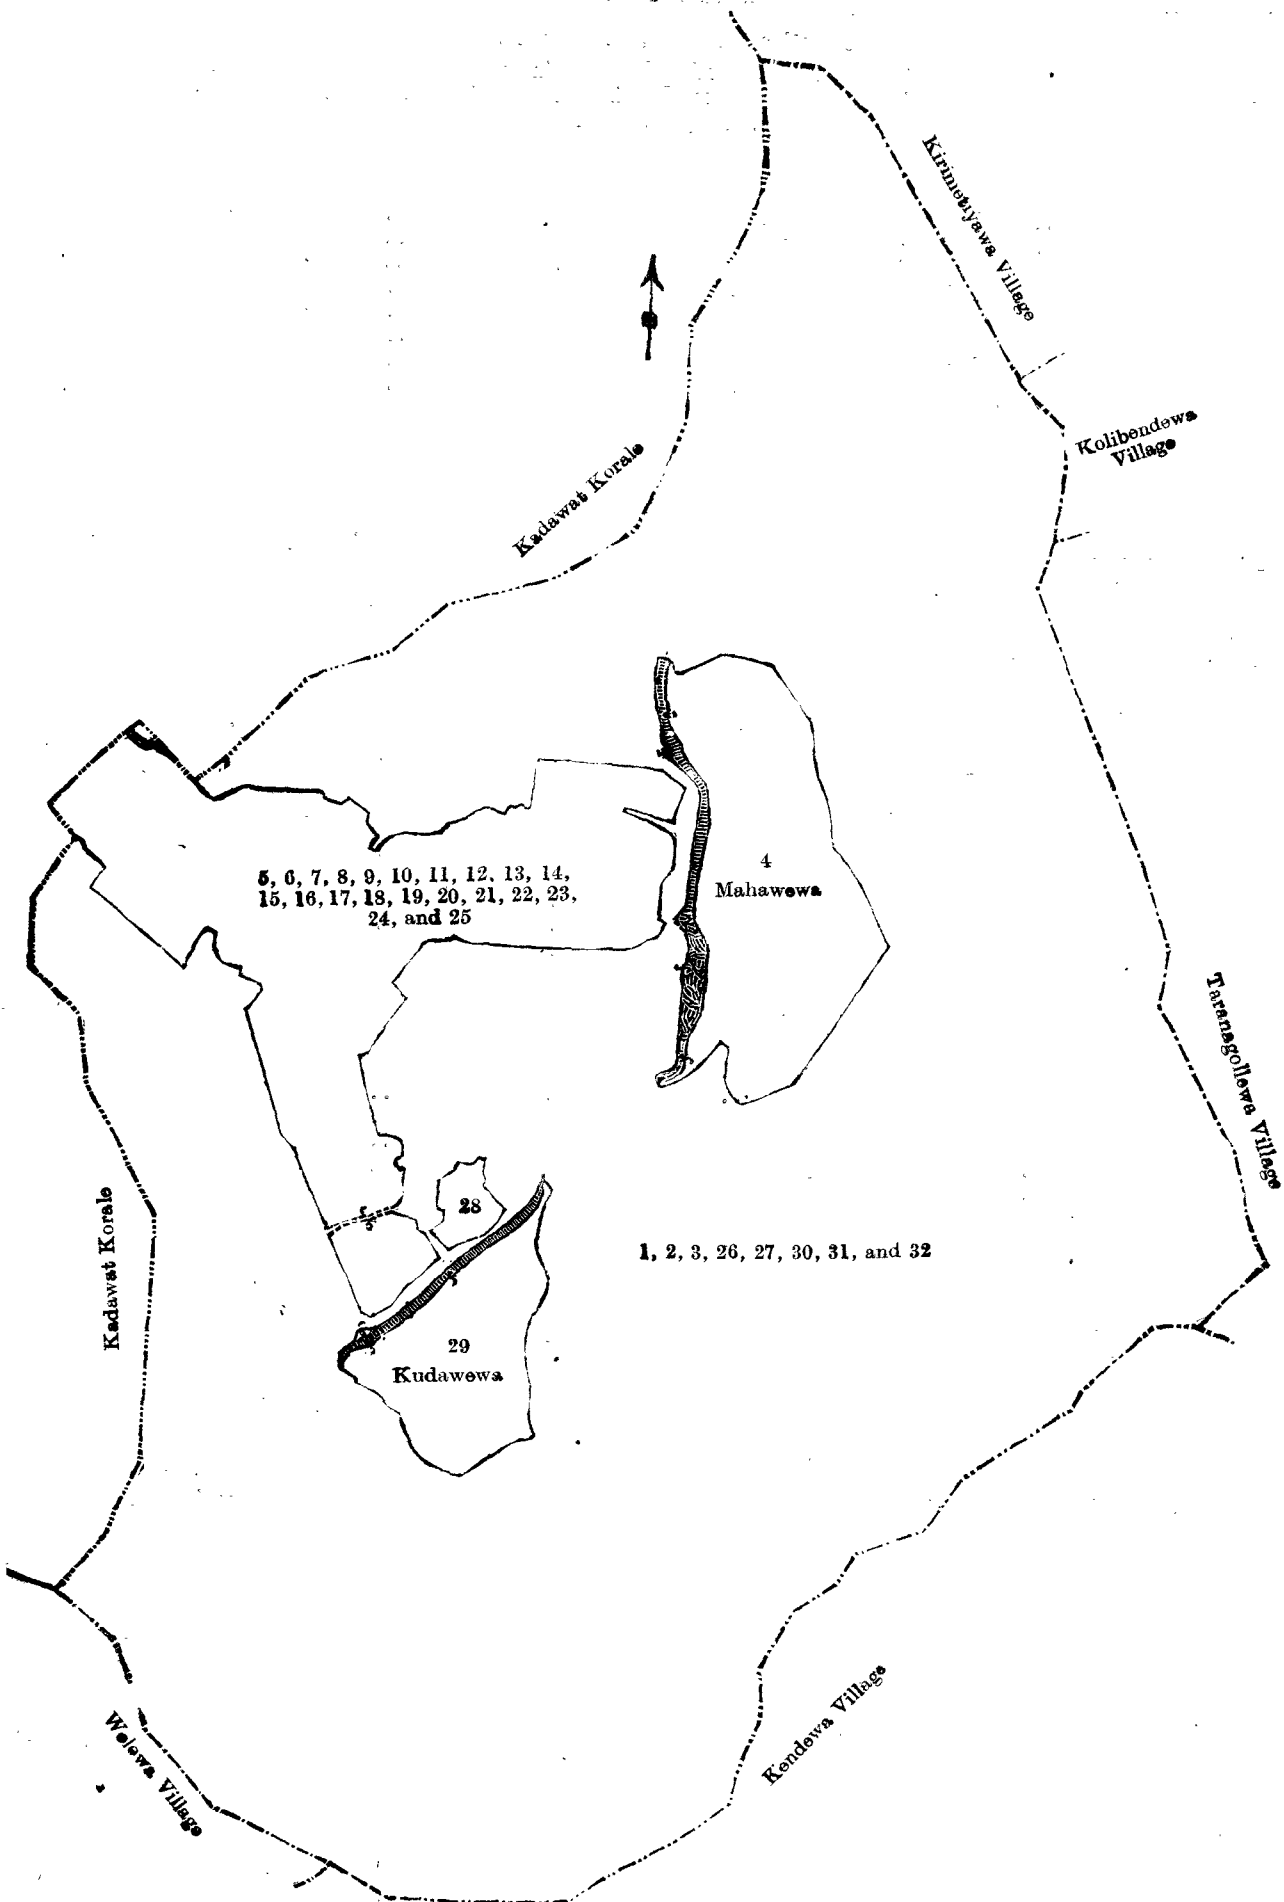 Kirimetiyawa Village
Kolibendewa
Village
Kadawat Korale
4
Mahawewa
5, 6, 7, 8, 9, 10, 11, 12, 13, 14,
15, 16, 17, 18, 19, 20, 21, 22, 23,
24, and 25
Taranagollewa Village
28
Kadawat Korale
1, 2, 3, 26, 27, 30, 31, and 32
29
Kudawewa
Kendewa Village
Welewa Village